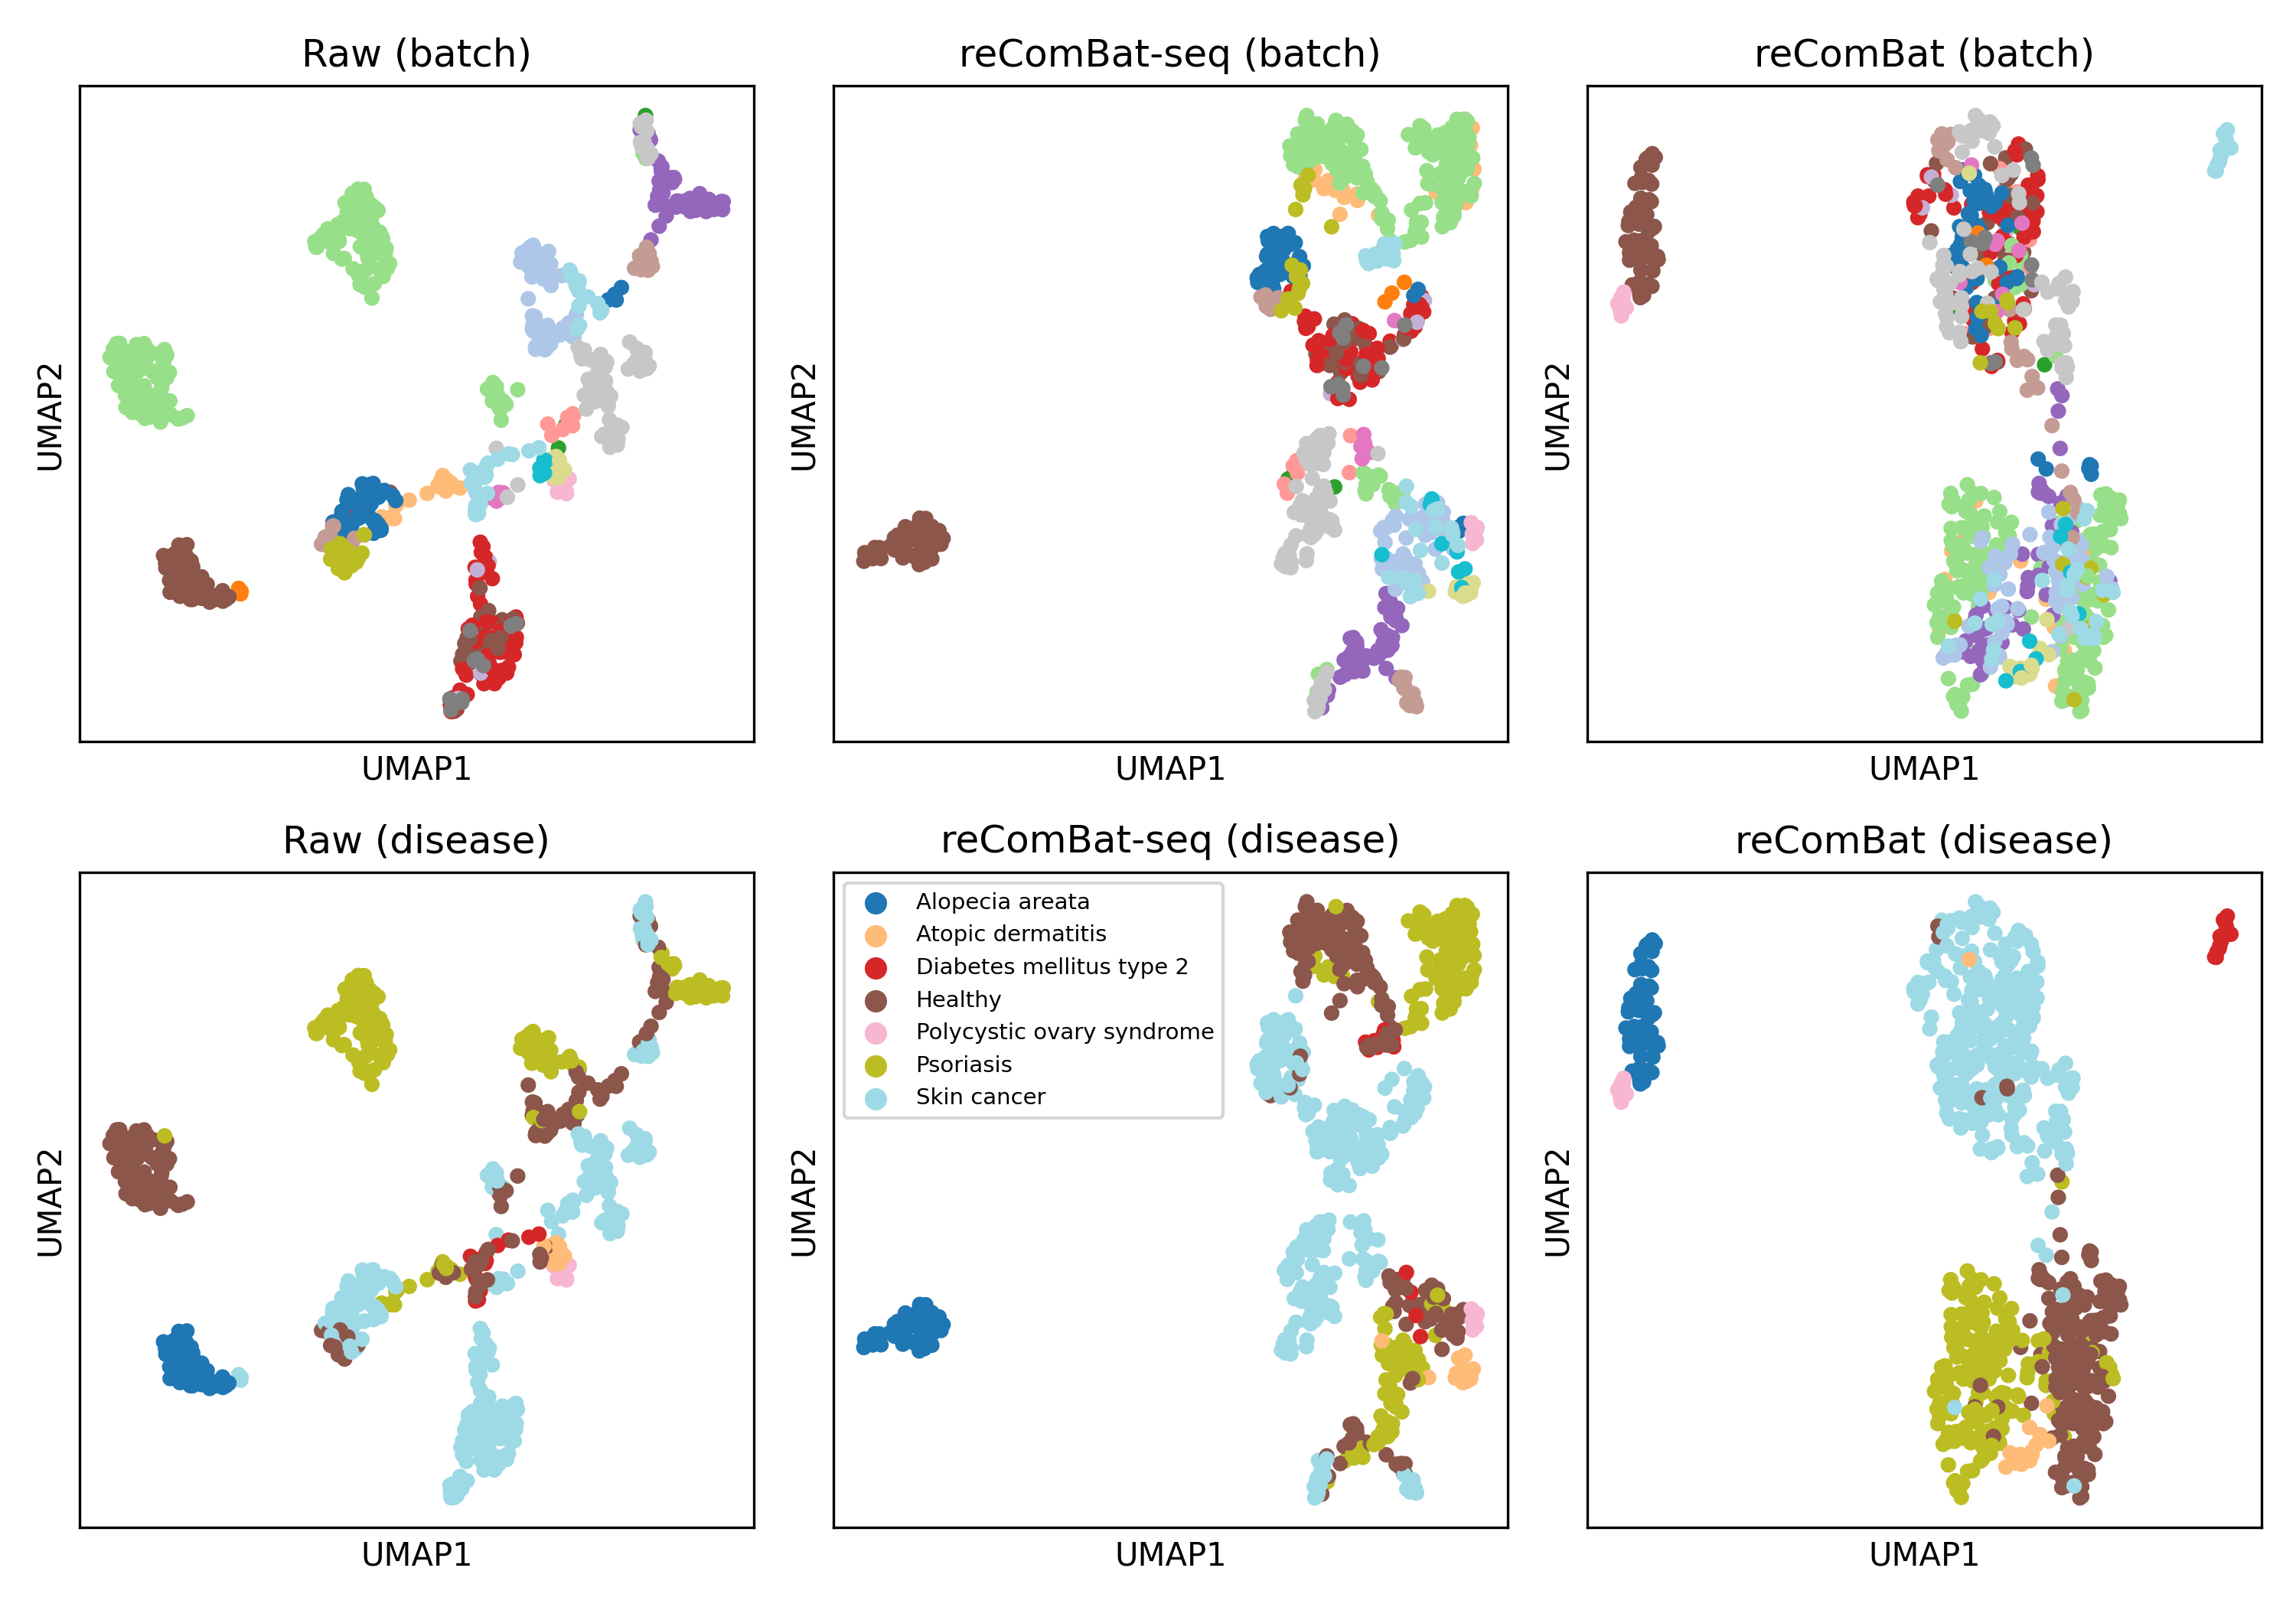 Raw (batch)
reComBat-seq (batch)
reComBat (batch)
UMAP2
UMAP2
UMAP2
UMAP1
UMAP1
UMAP1
Raw (disease)
reComBat-seq (disease)
reComBat (disease)
Alopecia areata
Atopic dermatitis
Diabetes mellitus type 2
Healthy
Polycystic ovary syndrome
Psoriasis
Skin cancer
UMAP2
UMAP2
UMAP2
UMAP1
UMAP1
UMAP1